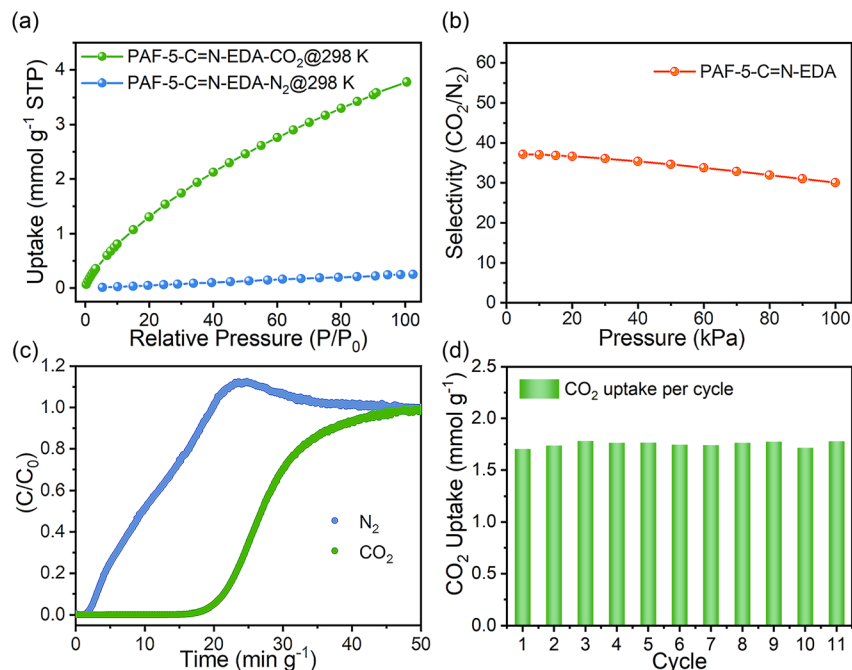 (a)
PAF-5-C=N-EDA-CO₂@298 K
PAF-5-C=N-EDA-N₂@298 K
Uptake (mmol g⁻¹ STP)
4
3
2
1
0
0 20 40 60 80 100
Relative Pressure (P/P₀)
(b)
PAF-5-C=N-EDA
Selectivity (CO₂/N₂)
60
50
40
30
20
10
0
0 20 40 60 80 100
Pressure (kPa)
(c)
(C/C₀)
1.2
1.0
0.8
0.6
0.4
0.2
0.0
N₂
CO₂
0 10 20 30 40 50
Time (min g⁻¹)
(d)
CO₂ uptake per cycle
CO₂ Uptake (mmol g⁻¹)
2.5
2.0
1.5
1.0
0.5
0.0
1 2 3 4 5 6 7 8 9 10 11
Cycle